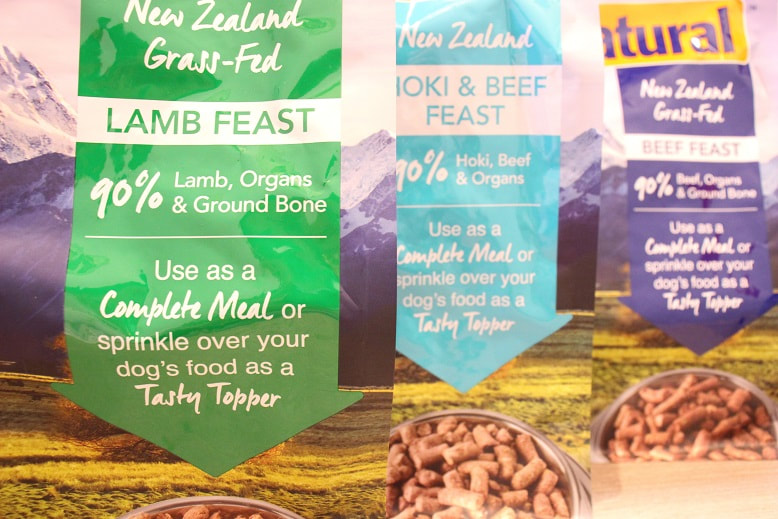 New Zealand
Grass-Fed
LAMB FEAST
90% Lamb, Organs
& Ground Bone
Use as a
Complete Meal or
sprinkle over your
dog's food as a
Tasty Topper
New Zealand
HOKI & BEEF
FEAST
90% Hoki, Beef
& Organs
Use as a
Complete Meal or
sprinkle over your
dog's food as a
Tasty Topper
atural
New Zealand
Grass-Fed
BEEF FEAST
90% Beef, Organs
& Ground Bone
Use as a
Complete Meal or
sprinkle over your
dog's food as a
Tasty Topper